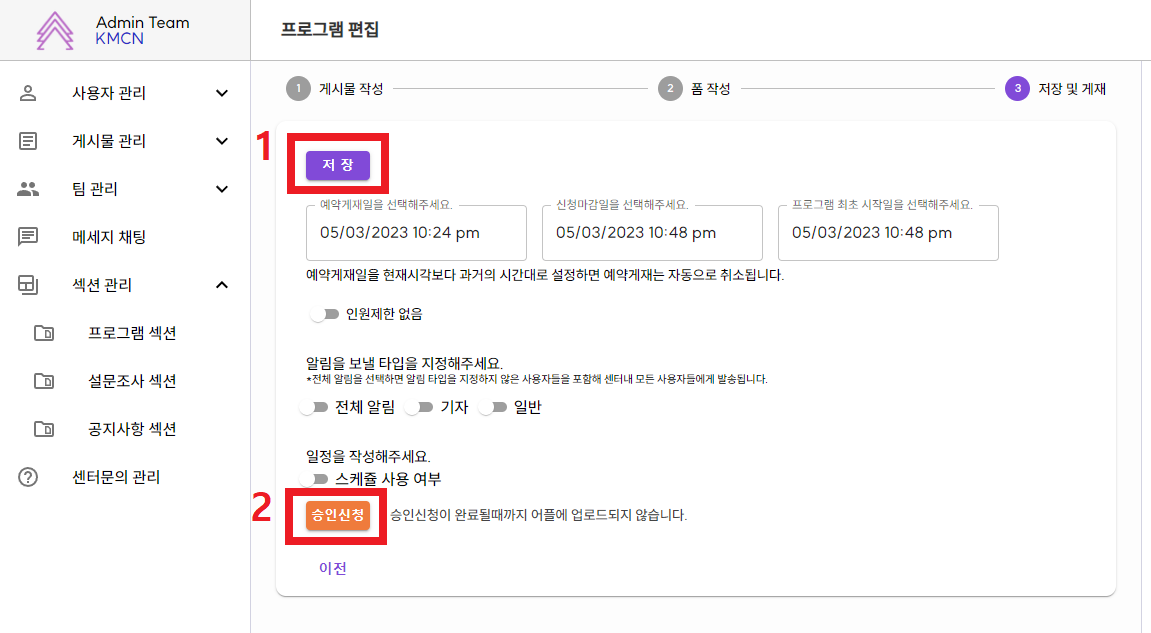 Admin Team
KMCN
프로그램 편집
사용자 관리
게시물 관리
팀 관리
메세지 채팅
섹션 관리
프로그램 섹션
설문조사 섹션
공지사항 섹션
센터문의 관리
1 게시물 작성
2 폼 작성
3 저장 및 게재
1
저 장
예약게재일을 선택해주세요.
05/03/2023 10:24 pm
신청마감일을 선택해주세요.
05/03/2023 10:48 pm
프로그램 최초 시작일을 선택해주세요.
05/03/2023 10:48 pm
예약게재일을 현재시각보다 과거의 시간대로 설정하면 예약게재는 자동으로 취소됩니다.
인원제한 없음
알림을 보낼 타입을 지정해주세요.
*전체 알림을 선택하면 알림 타입을 지정하지 않은 사용자들을 포함해 센터내 모든 사용자들에게 발송됩니다.
전체 알림 기자 일반
일정을 작성해주세요.
스케쥴 사용 여부
2
승인신청 승인신청이 완료될때까지 어플에 업로드되지 않습니다.
이전